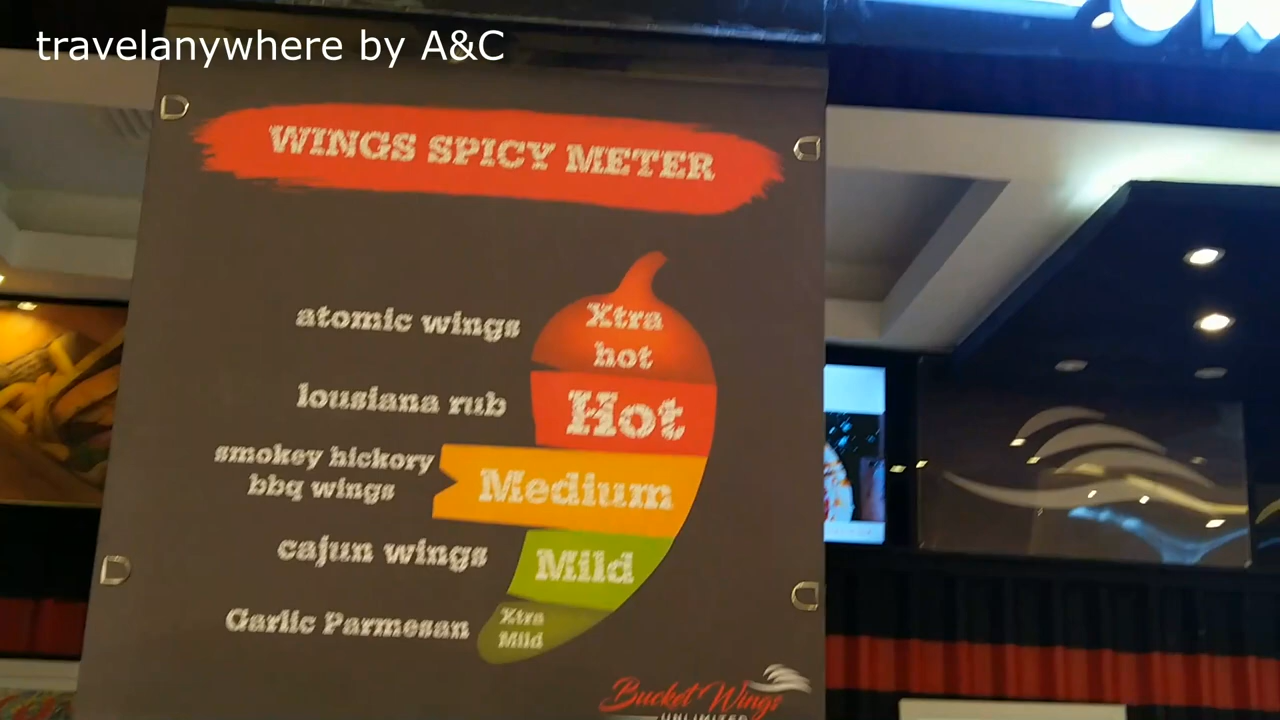 travelanywhere by A&C
WINGS SPICY METER
atomic wings
Xtra
hot
lousiana rub
Hot
smokey hickory
bbq wings
Medium
cajun wings
Mild
Garlic Parmesan
Xtra
Mild
Bucket Wings
UNLIMITED